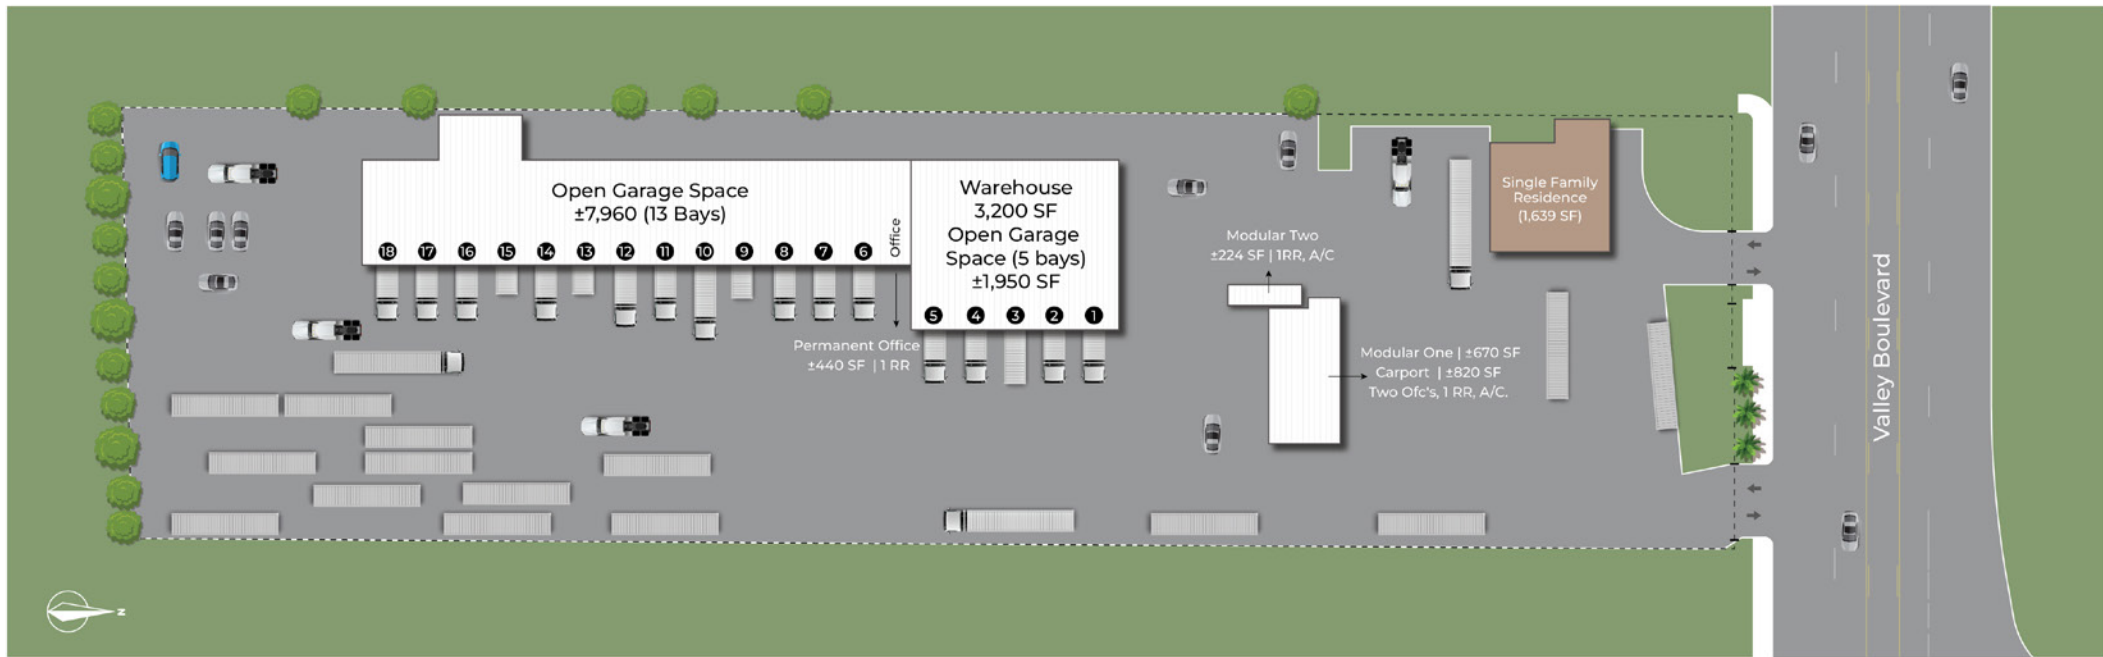 Open Garage Space
±7,960 (13 Bays)
Office
Warehouse
3,200 SF
Open Garage
Space (5 bays)
±1,950 SF
18 17 16 15 14 13 12 11 10 9 8 7 6
5 4 3 2 1
Permanent Office
±440 SF | 1 RR
Modular Two
±224 SF | 1RR, A/C
Modular One | ±670 SF
Carport | ±820 SF
Two Ofc's, 1 RR, A/C.
Single Family
Residence
(1,639 SF)
Valley Boulevard
N